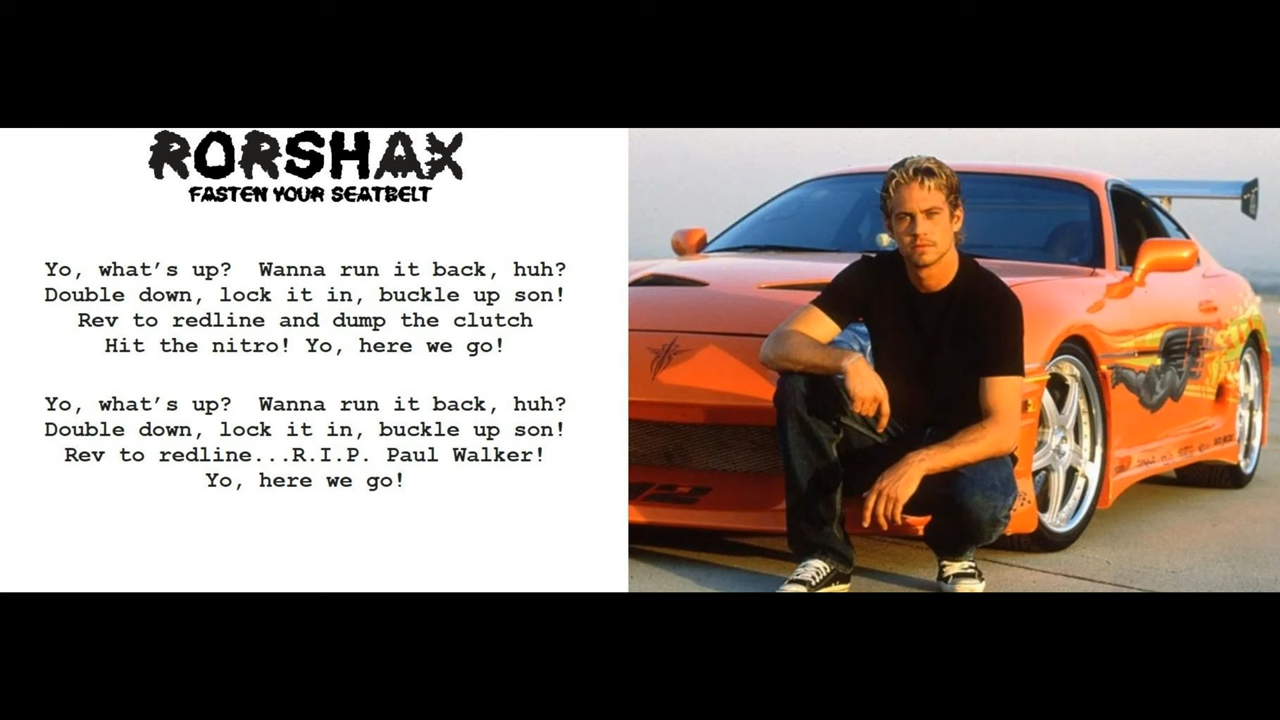 RORSHAX
FASTEN YOUR SEATBELT
Yo, what’s up?  Wanna run it back, huh?
Double down, lock it in, buckle up son!
Rev to redline and dump the clutch
Hit the nitro! Yo, here we go!
Yo, what’s up?  Wanna run it back, huh?
Double down, lock it in, buckle up son!
Rev to redline...R.I.P. Paul Walker!
Yo, here we go!